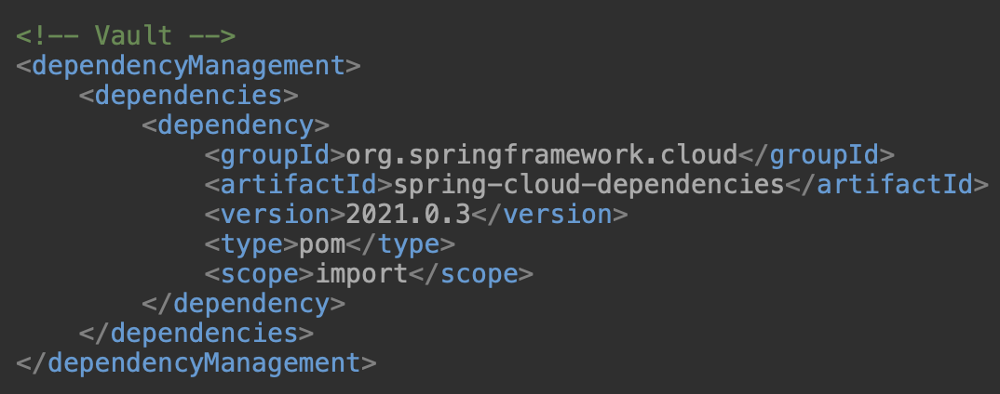 <!-- Vault -->
<dependencyManagement>
    <dependencies>
        <dependency>
            <groupId>org.springframework.cloud</groupId>
            <artifactId>spring-cloud-dependencies</artifactId>
            <version>2021.0.3</version>
            <type>pom</type>
            <scope>import</scope>
        </dependency>
    </dependencies>
</dependencyManagement>